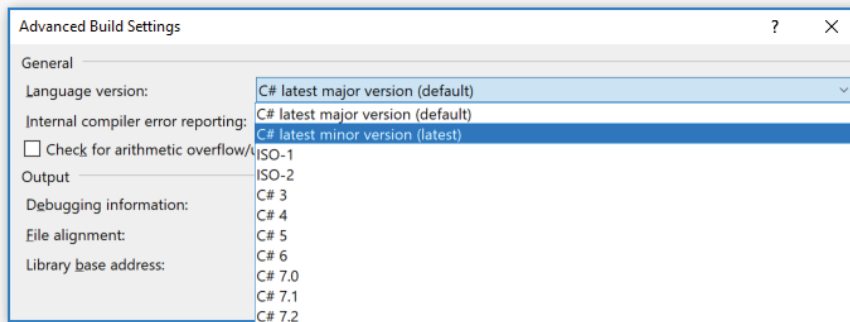 Advanced Build Settings ? ×
General
Language version: C# latest major version (default)
Internal compiler error reporting: C# latest major version (default)
C# latest minor version (latest)
Check for arithmetic overflow/ ISO-1
Output ISO-2
C# 3
Debugging information: C# 4
File alignment: C# 5
C# 6
Library base address: C# 7.0
C# 7.1
C# 7.2